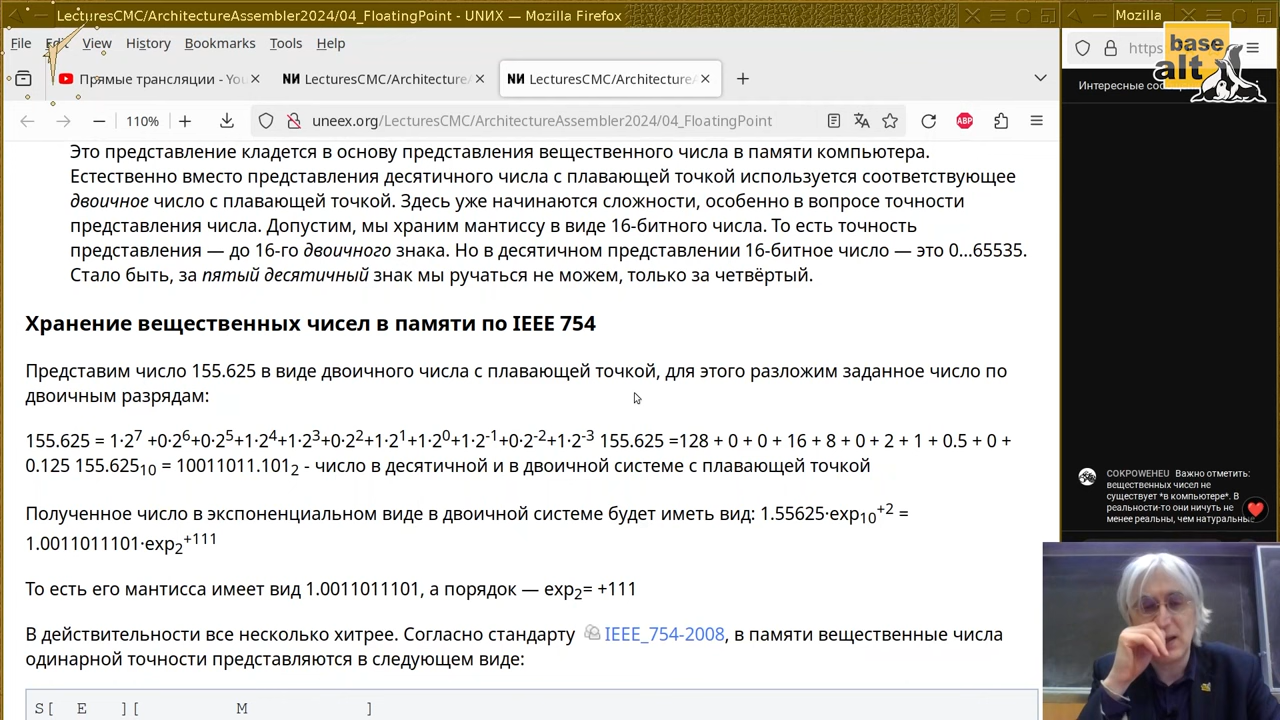 LecturesCMC/ArchitectureAssembler2024/04_FloatingPoint - UNИX — Mozilla Firefox
Mozilla
File Edit View History Bookmarks Tools Help
base
alt
Прямые трансляции - You
NИ LecturesCMC/Architecture
NИ LecturesCMC/ArchitectureA
110%
uneex.org/LecturesCMC/ArchitectureAssembler2024/04_FloatingPoint
ABP
https
Интересные соо
Это представление кладется в основу представления вещественного числа в памяти компьютера.
Естественно вместо представления десятичного числа с плавающей точкой используется соответствующее
двоичное число с плавающей точкой. Здесь уже начинаются сложности, особенно в вопросе точности
представления числа. Допустим, мы храним мантиссу в виде 16-битного числа. То есть точность
представления — до 16-го двоичного знака. Но в десятичном представлении 16-битное число — это 0...65535.
Стало быть, за пятый десятичный знак мы ручаться не можем, только за четвёртый.
Хранение вещественных чисел в памяти по IEEE 754
Представим число 155.625 в виде двоичного числа с плавающей точкой, для этого разложим заданное число по
двоичным разрядам:
155.625 = 1·2^7 +0·2^6+0·2^5+1·2^4+1·2^3+0·2^2+1·2^1+1·2^0+1·2^-1+0·2^-2+1·2^-3 155.625 =128 + 0 + 0 + 16 + 8 + 0 + 2 + 1 + 0.5 + 0 +
0.125 155.625_10 = 10011011.101_2 - число в десятичной и в двоичной системе с плавающей точкой
Полученное число в экспоненциальном виде в двоичной системе будет иметь вид: 1.55625·exp_10^+2 =
1.0011011101·exp_2^+111
То есть его мантисса имеет вид 1.0011011101, а порядок — exp_2= +111
В действительности все несколько хитрее. Согласно стандарту IEEE_754-2008, в памяти вещественные числа
одинарной точности представляются в следующем виде:
S[ E ][ M ]
COKPOWEHEU Важно отметить:
вещественных чисел не
существует *в компьютере*. В
реальности-то они ничуть не
менее реальны, чем натуральные